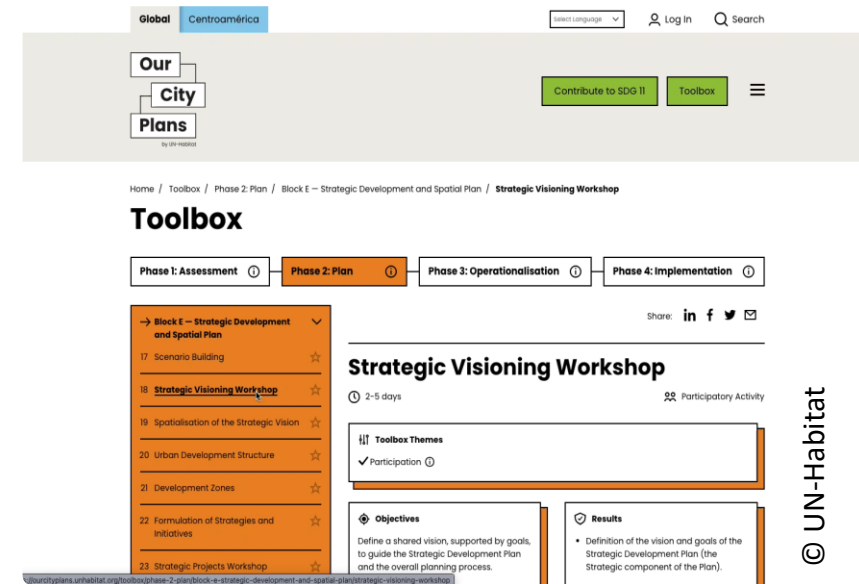 Global Centroamérica Select Language Log In Search
Our
City
Plans
by UN-Habitat
Contribute to SDG 11 Toolbox
Home / Toolbox / Phase 2: Plan / Block E — Strategic Development and Spatial Plan / Strategic Visioning Workshop
Toolbox
Phase 1: Assessment Phase 2: Plan Phase 3: Operationalisation Phase 4: Implementation
Block E — Strategic Development
and Spatial Plan
17 Scenario Building
18 Strategic Visioning Workshop
19 Spatialisation of the Strategic Vision
20 Urban Development Structure
21 Development Zones
22 Formulation of Strategies and
Initiatives
23 Strategic Projects Workshop
Share:
Strategic Visioning Workshop
2-5 days Participatory Activity
Toolbox Themes
Participation
Objectives
Define a shared vision, supported by goals,
to guide the Strategic Development Plan
and the overall planning process.
Results
• Definition of the vision and goals of the
Strategic Development Plan (the
Strategic component of the Plan).
//ourcityplans.unhabitat.org/toolbox/phase-2-plan/block-e-strategic-development-and-spatial-plan/strategic-visioning-workshop
© UN-Habitat